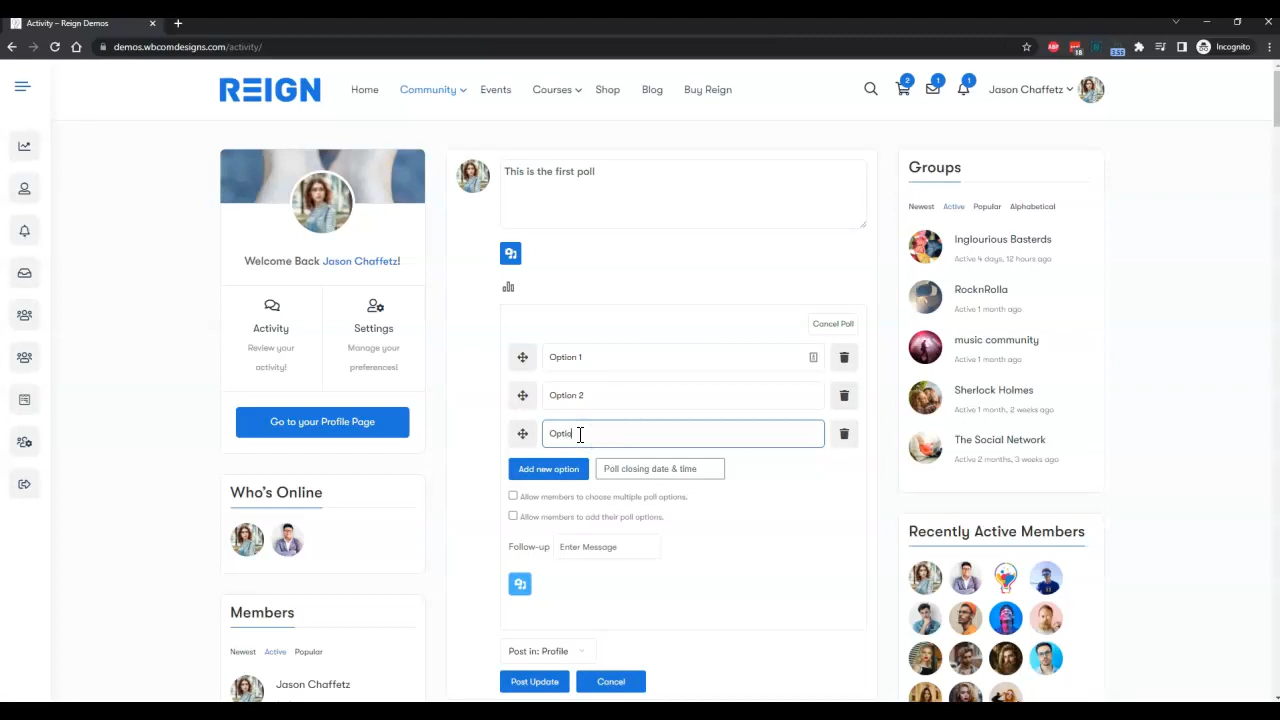 Activity – Reign Demos
demos.wbcomdesigns.com/activity/
18
3.55
Incognito
REIGN
Home
Community
Events
Courses
Shop
Blog
Buy Reign
2
1
1
Jason Chaffetz
Welcome Back Jason Chaffetz!
Activity
Review your
activity!
Settings
Manage your
preferences!
Go to your Profile Page
Who's Online
Members
Newest Active Popular
Jason Chaffetz
This is the first poll
Cancel Poll
Option 1
Option 2
Optio
Add new option
Poll closing date & time
Allow members to choose multiple poll options.
Allow members to add their poll options.
Follow-up
Enter Message
Post in: Profile
Post Update
Cancel
Groups
Newest Active Popular Alphabetical
Inglourious Basterds
Active 4 days, 12 hours ago
RocknRolla
Active 1 month ago
music community
Active 1 month ago
Sherlock Holmes
Active 1 month, 2 weeks ago
The Social Network
Active 2 months, 3 weeks ago
Recently Active Members